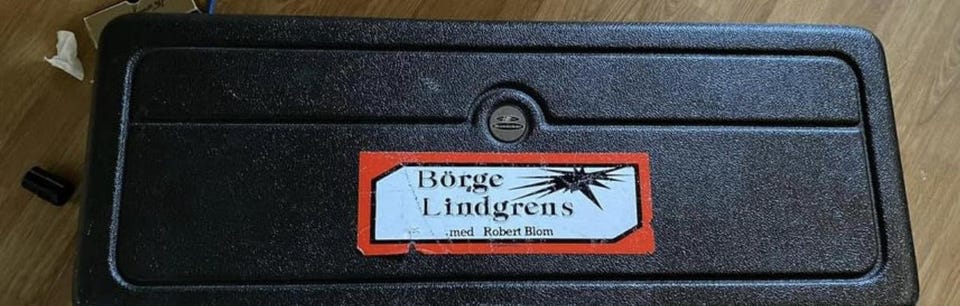 Börge
Lindgrens
med Robert Blom